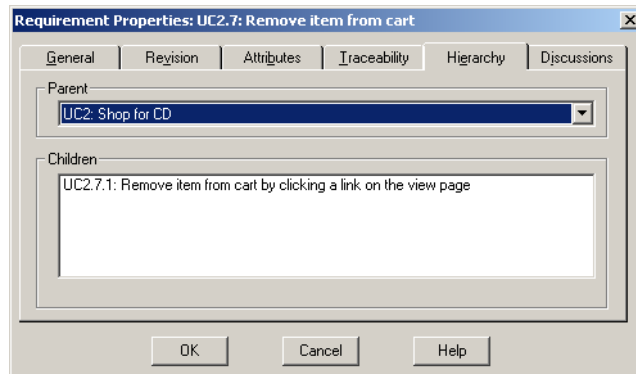 Requirement Properties: UC2.7: Remove item from cart
General Revision Attributes Traceability Hierarchy Discussions
Parent
UC2: Shop for CD
Children
UC2.7.1: Remove item from cart by clicking a link on the view page
OK Cancel Help